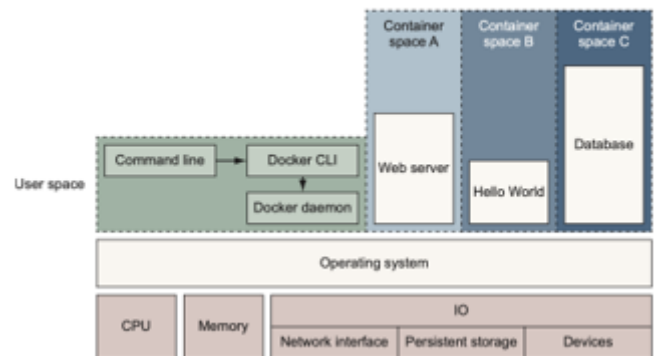 Container
space A
Container
space B
Container
space C
Command line
Docker CLI
Web server
Database
User space
Hello World
Docker daemon
Operating system
CPU
Memory
IO
Network interface
Persistent storage
Devices